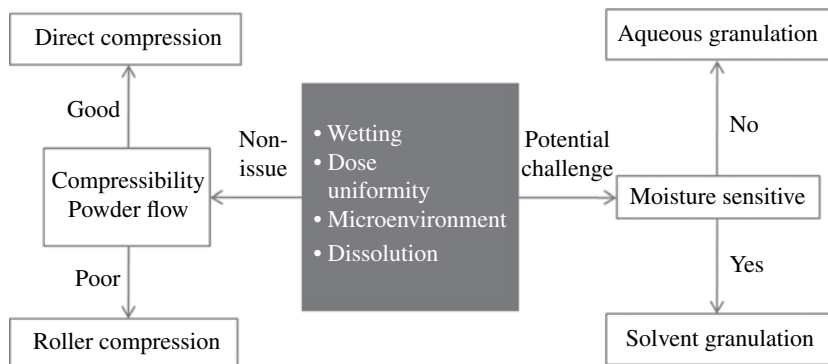 Direct compression
Good
Compressibility
Powder flow
Poor
Roller compression
Non-
issue
• Wetting
• Dose
uniformity
• Microenvironment
• Dissolution
Potential
challenge
Aqueous granulation
No
Moisture sensitive
Yes
Solvent granulation